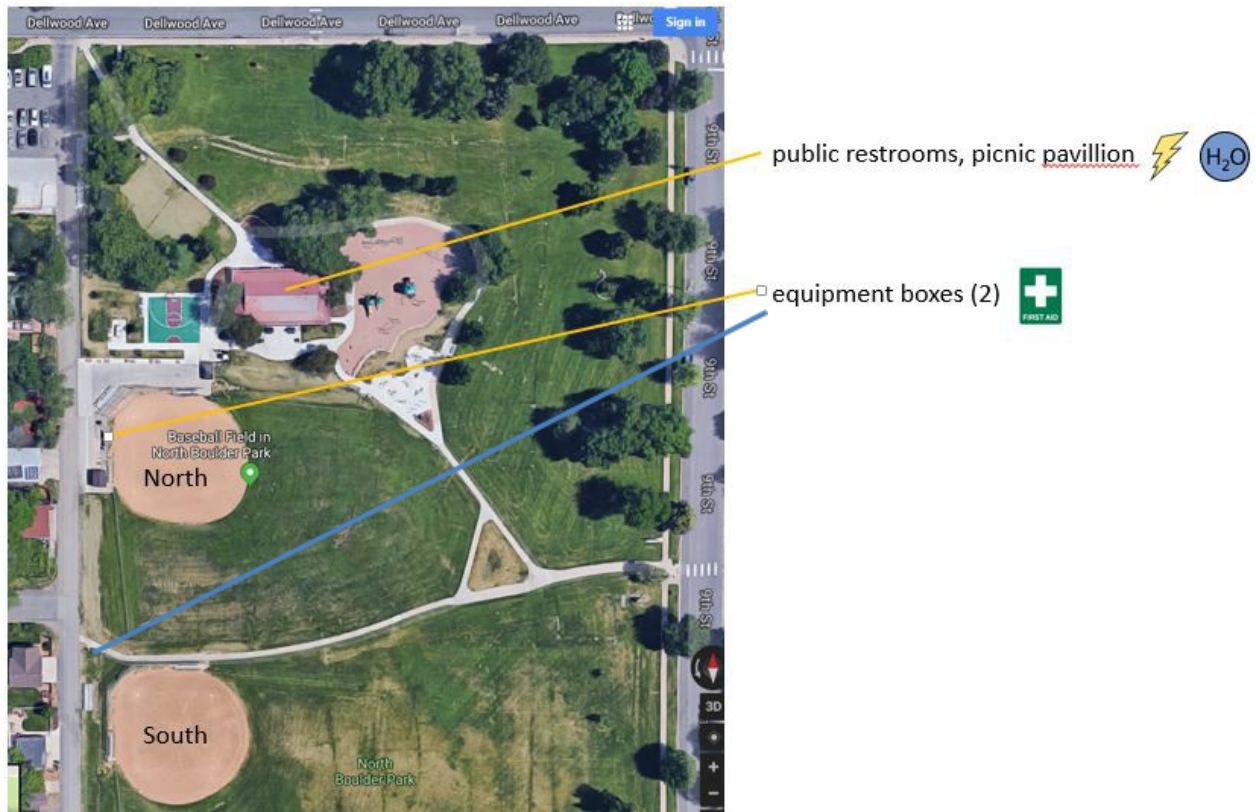 Dellwood Ave
Dellwood Ave
Dellwood Ave
Dellwood Ave
Dellwood Ave
Sign in
St
9th St
public restrooms, picnic pavillion
H₂O
9th St
equipment boxes (2)
FIRST AID
9th St
Baseball Field in
North Boulder Park
North
9th St
9th St
3D
South
North
Boulder Park